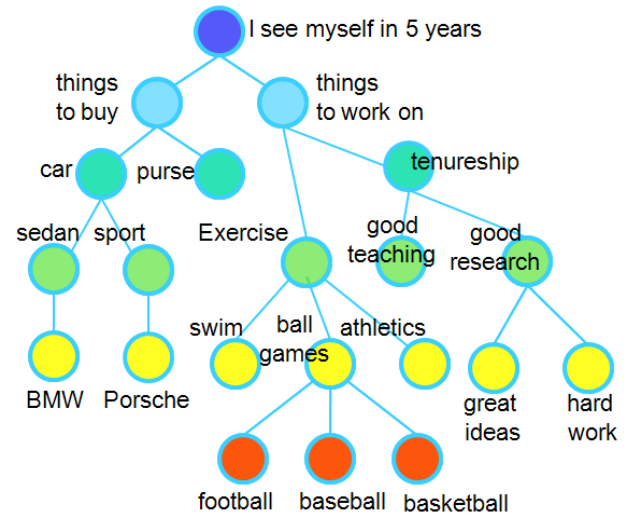 I see myself in 5 years
things
to buy
things
to work on
car
purse
tenureship
sedan
sport
Exercise
good
teaching
good
research
swim
ball
games
athletics
BMW
Porsche
great
ideas
hard
work
football
baseball
basketball